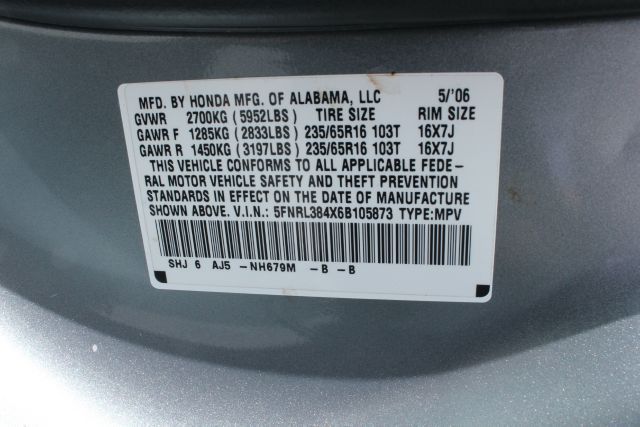 MFD. BY HONDA MFG. OF ALABAMA, LLC 5/'06
GVWR 2700KG (5952LBS) TIRE SIZE RIM SIZE
GAWR F 1285KG (2833LBS) 235/65R16 103T 16X7J
GAWR R 1450KG (3197LBS) 235/65R16 103T 16X7J
THIS VEHICLE CONFORMS TO ALL APPLICABLE FEDE-
RAL MOTOR VEHICLE SAFETY AND THEFT PREVENTION
STANDARDS IN EFFECT ON THE DATE OF MANUFACTURE
SHOWN ABOVE. V.I.N.: 5FNRL384X6B105873 TYPE:MPV
SHJ 6 AJ5 -NH679M -B -B